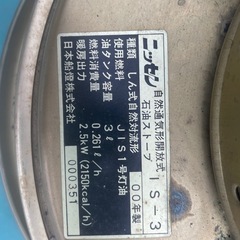 ニッセン
自然通気形開放式
石油ストーブ
IS-3
00年製
種類 しん式自然対流形
使用燃料 JIS1号灯油
油タンク容量 3ℓ
燃料消費量 0.261ℓ/h
暖房出力 2.5kW(2150kcal/h)
日本船燈株式会社
000351